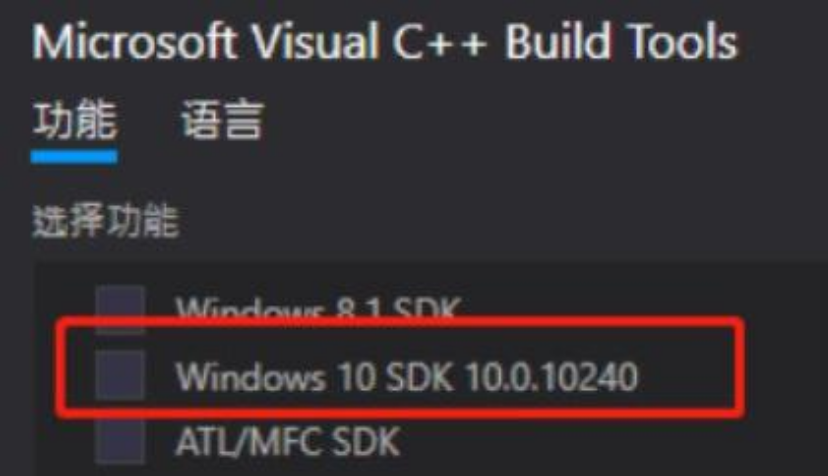 Microsoft Visual C++ Build Tools
功能 语言
选择功能
Windows 8.1 SDK
Windows 10 SDK 10.0.10240
ATL/MFC SDK